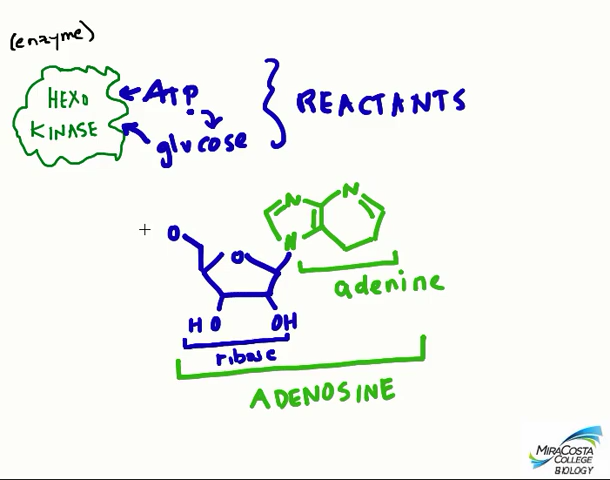 (enzyme)
HEXO
KINASE
ATP
glucose
REACTANTS
N
N
N
O
O
adenine
HO
OH
ribose
ADENOSINE
MIRACOSTA
COLLEGE
BIOLOGY